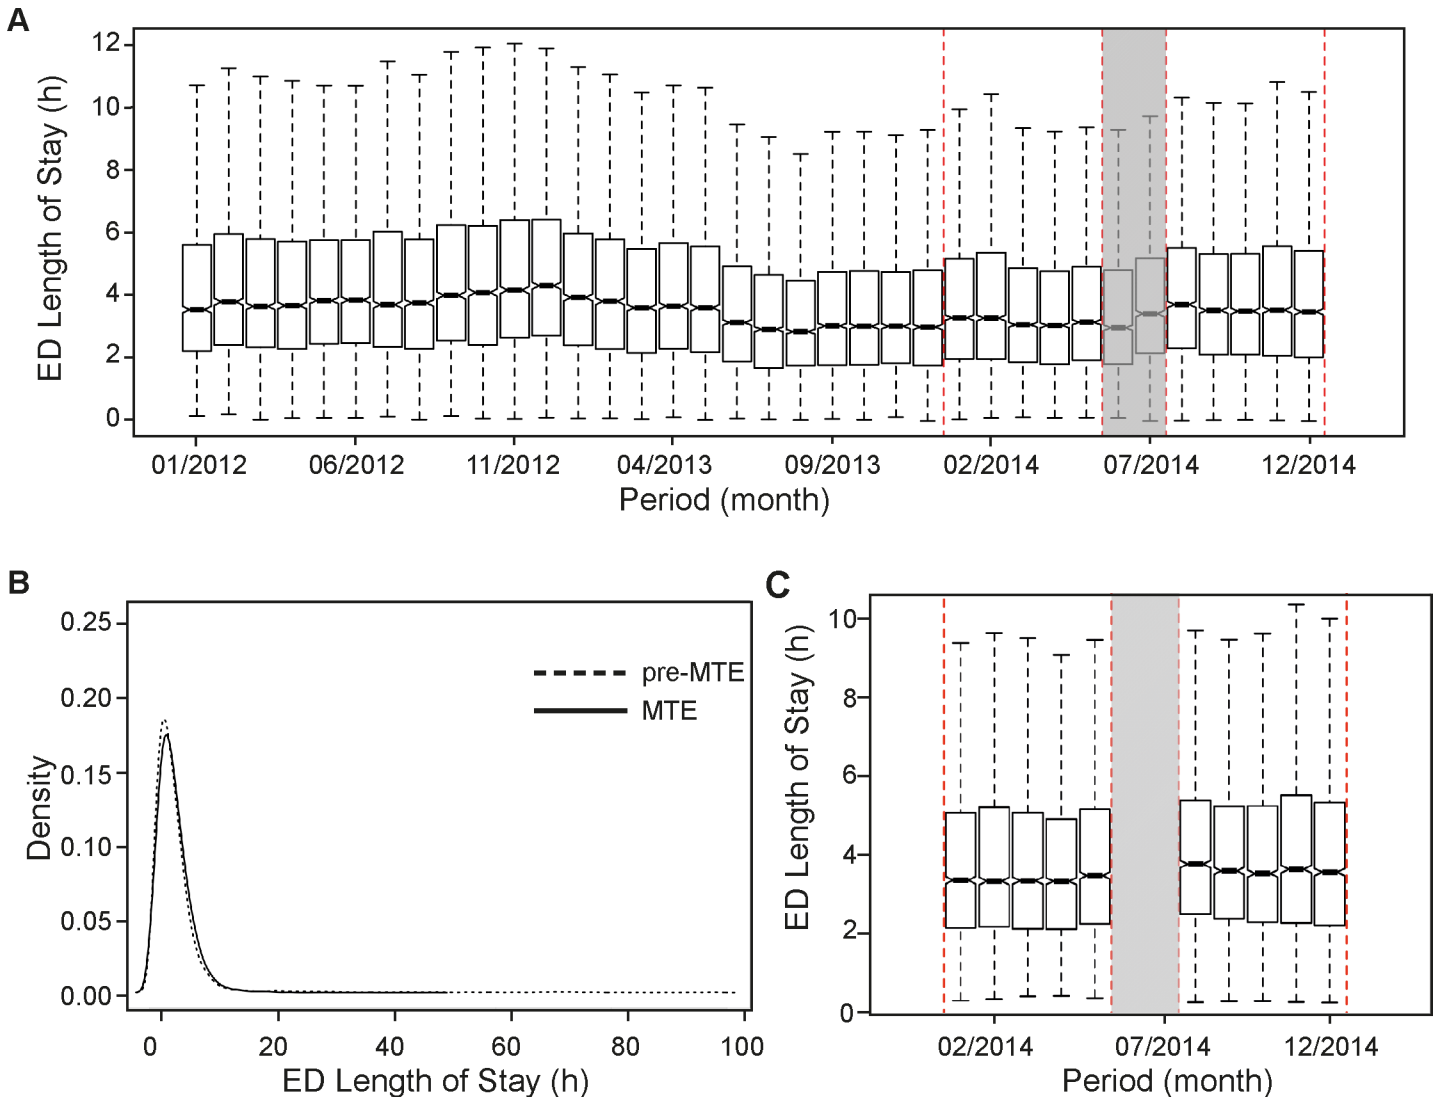 A
ED Length of Stay (h)
12
10
8
6
4
2
0
01/2012 06/2012 11/2012 04/2013 09/2013 02/2014 07/2014 12/2014
Period (month)
B
Density
0.25
0.20
0.15
0.10
0.05
0.00
pre-MTE
MTE
0 20 40 60 80 100
ED Length of Stay (h)
C
ED Length of Stay (h)
10
8
6
4
2
0
02/2014 07/2014 12/2014
Period (month)